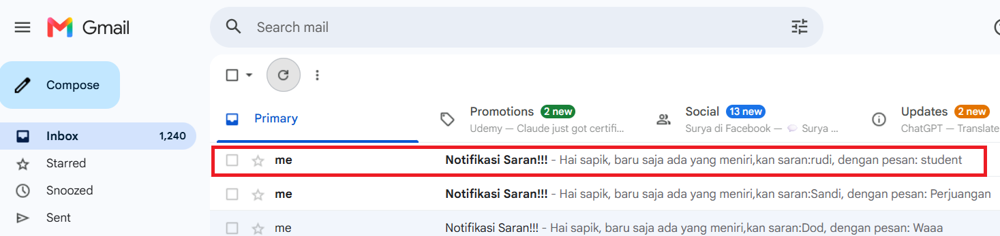 Gmail
Search mail
Compose
Primary
Promotions 2 new
Udemy — Claude just got certifi...
Social 13 new
Surya di Facebook — 💬 Surya ...
Updates 2 new
ChatGPT — Translate
Inbox 1,240
Starred
Snoozed
Sent
me Notifikasi Saran!!! - Hai sapik, baru saja ada yang meniri,kan saran:rudi, dengan pesan: student
me Notifikasi Saran!!! - Hai sapik, baru saja ada yang meniri,kan saran:Sandi, dengan pesan: Perjuangan
me Notifikasi Saran!!! - Hai sapik, baru saja ada yang meniri,kan saran:Dod, dengan pesan: Waaa